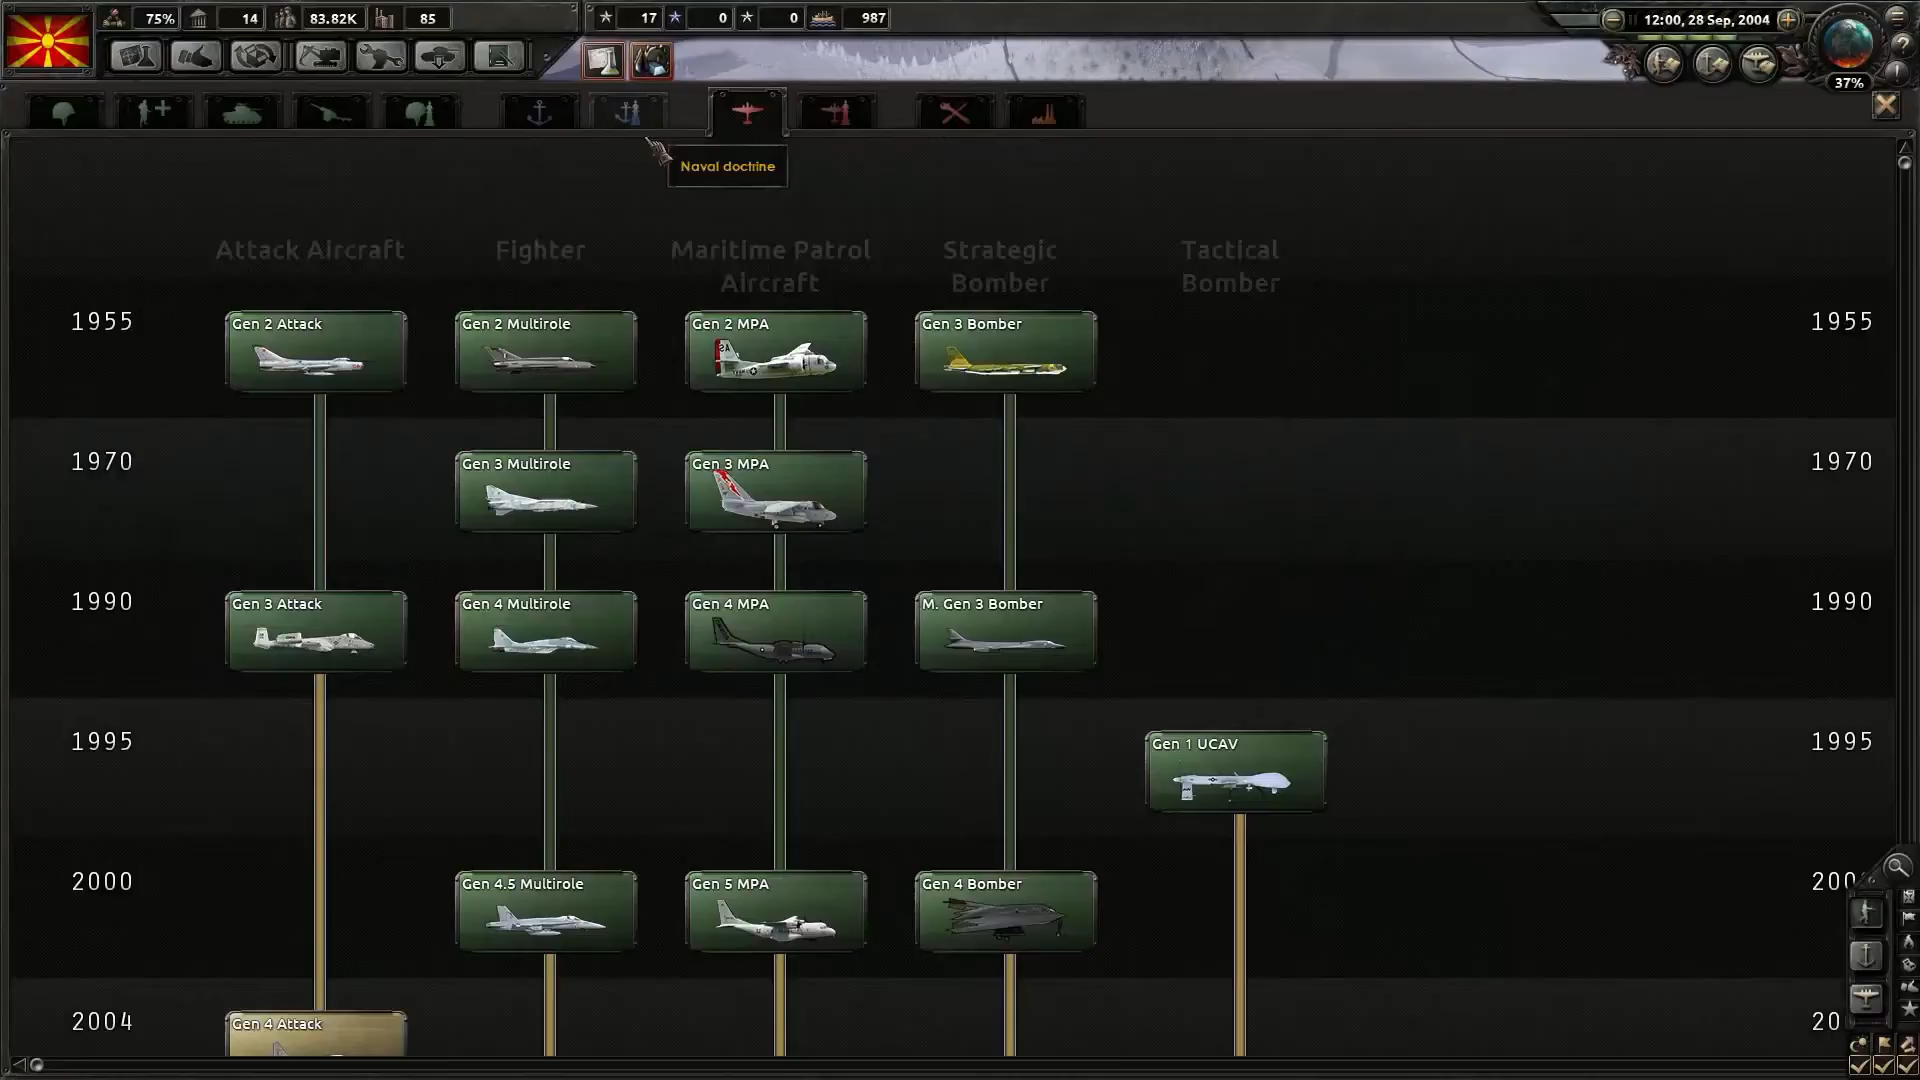 75% 14 83.82K 85 17 0 0 987 12:00, 28 Sep, 2004
37%
Naval doctrine
Attack Aircraft Fighter Maritime Patrol Aircraft Strategic Bomber Tactical Bomber
1955 Gen 2 Attack Gen 2 Multirole Gen 2 MPA Gen 3 Bomber 1955
1970 Gen 3 Multirole Gen 3 MPA 1970
1990 Gen 3 Attack Gen 4 Multirole Gen 4 MPA M. Gen 3 Bomber 1990
1995 Gen 1 UCAV 1995
2000 Gen 4.5 Multirole Gen 5 MPA Gen 4 Bomber 200
2004 Gen 4 Attack 20